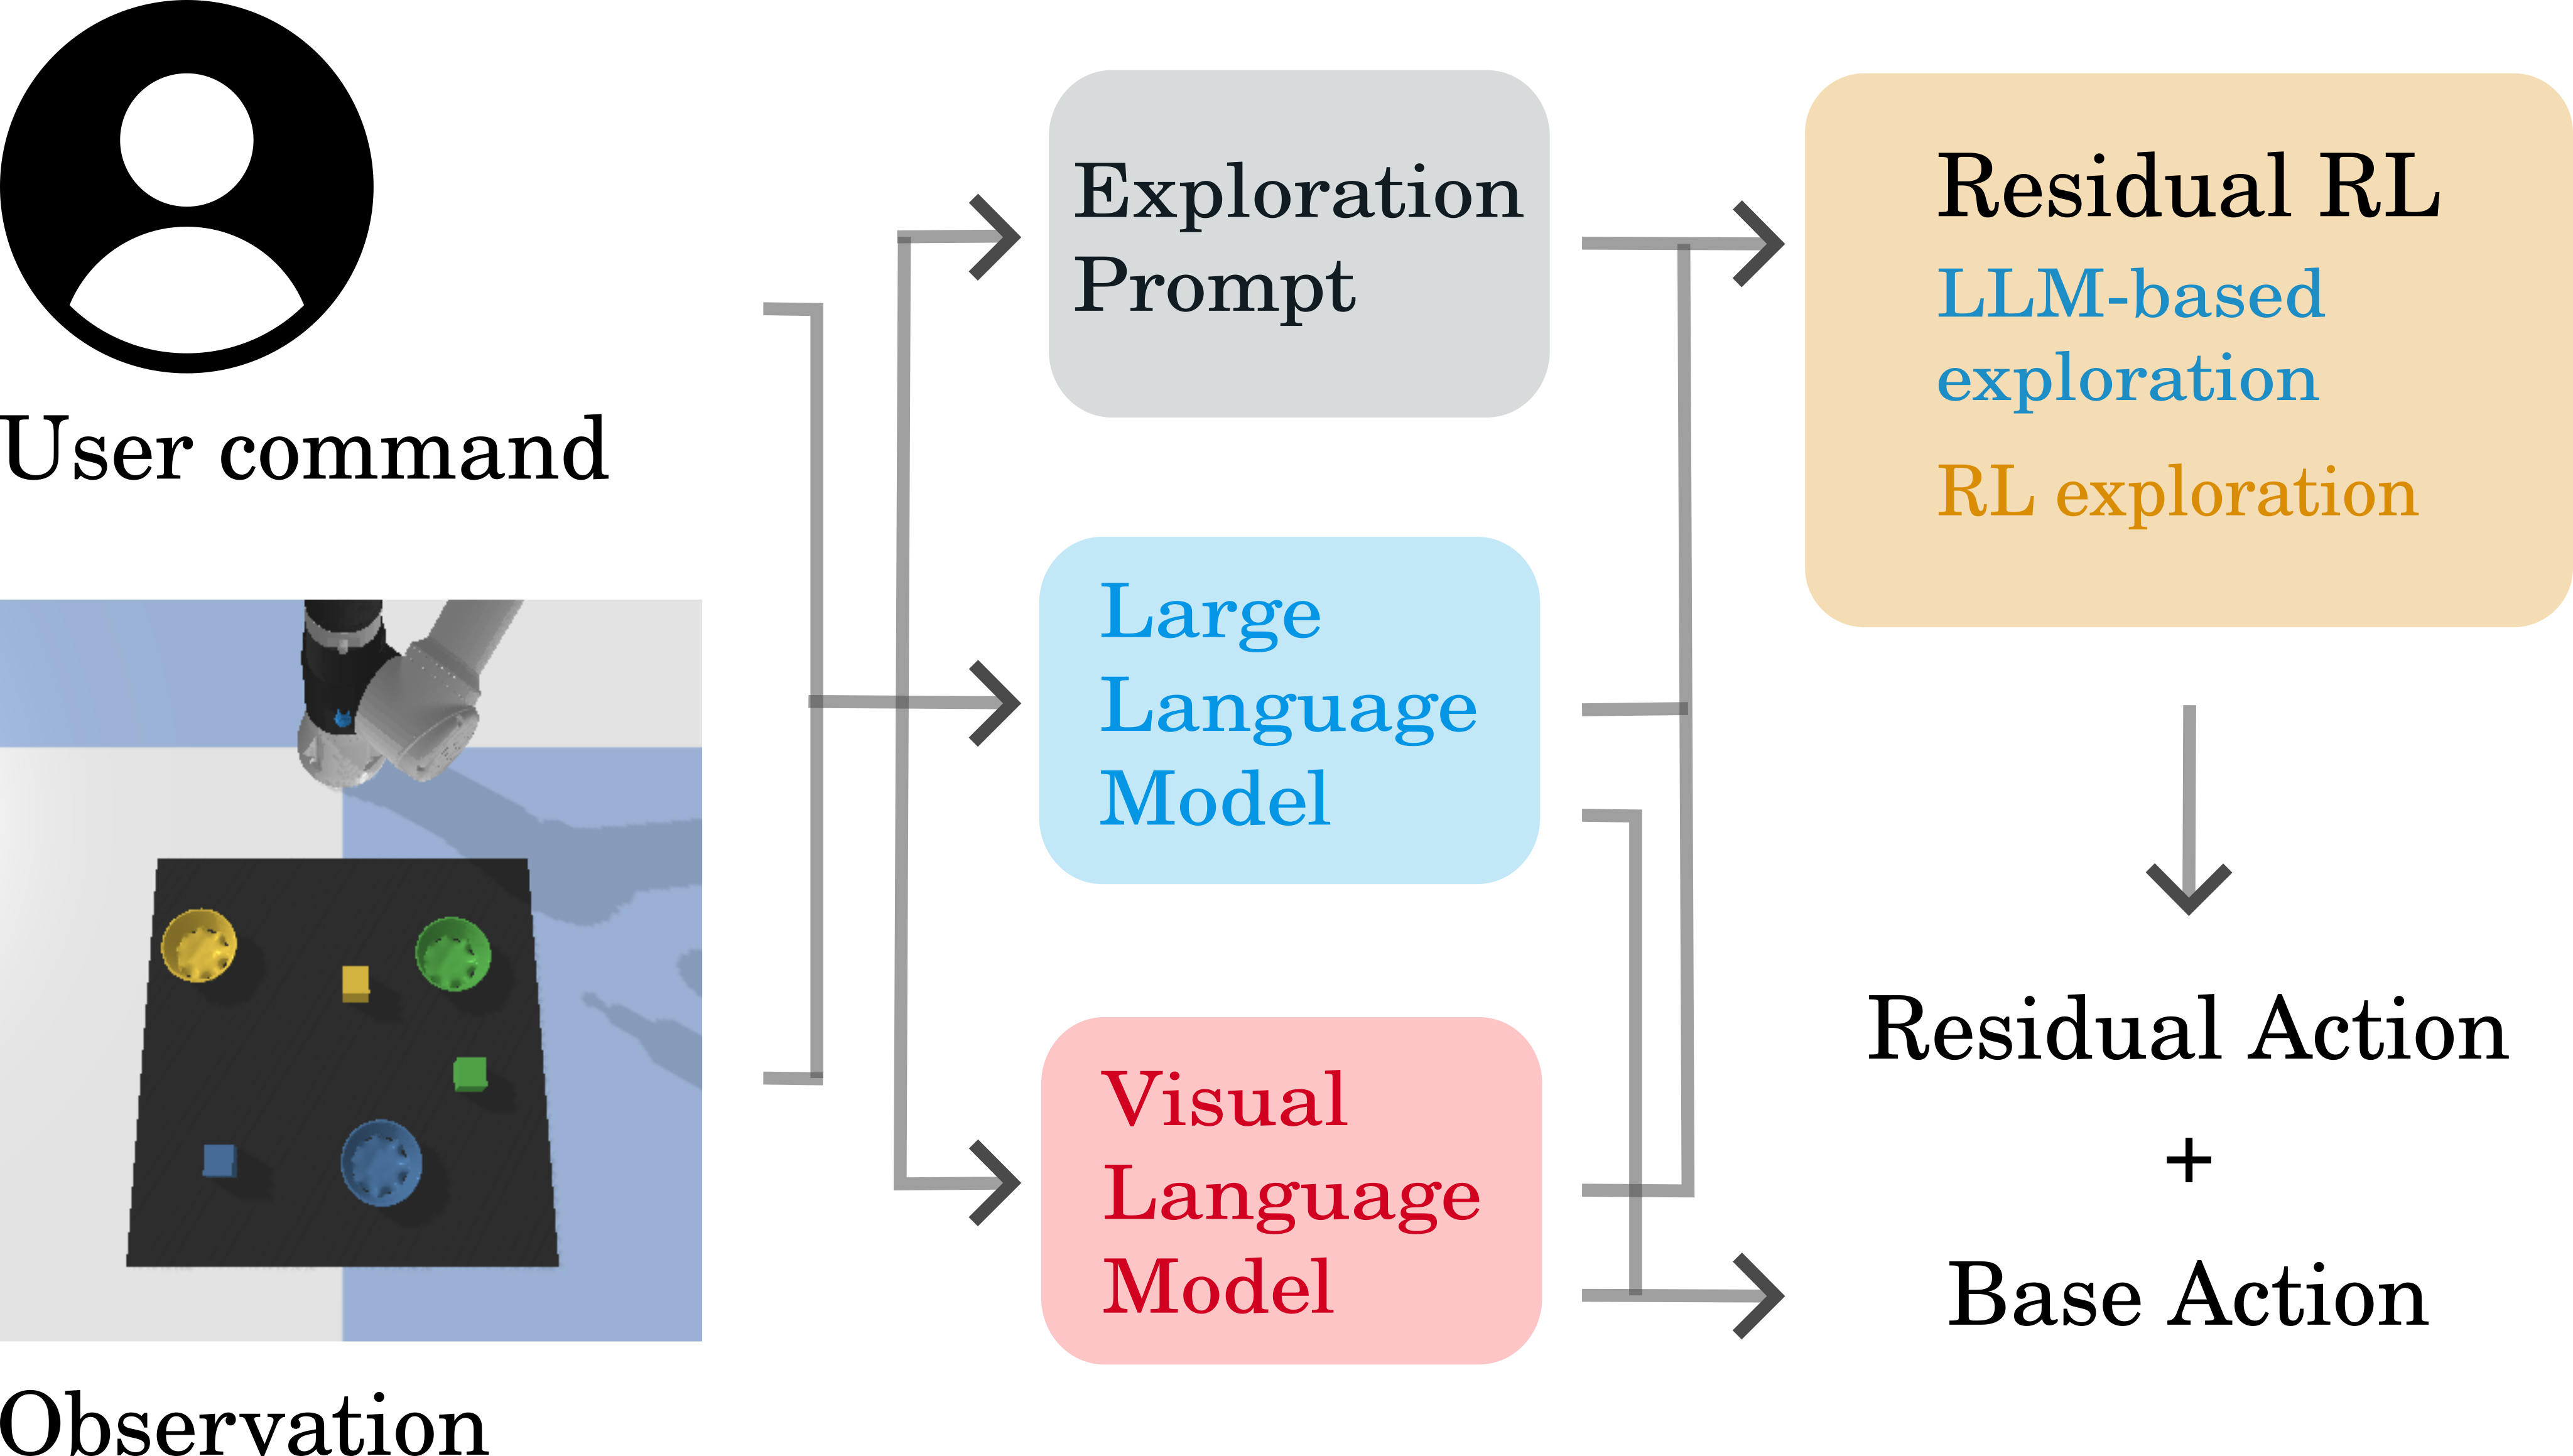 User command
Observation
Exploration
Prompt
Large
Language
Model
Visual
Language
Model
Residual RL
LLM-based
exploration
RL exploration
Residual Action
+
Base Action